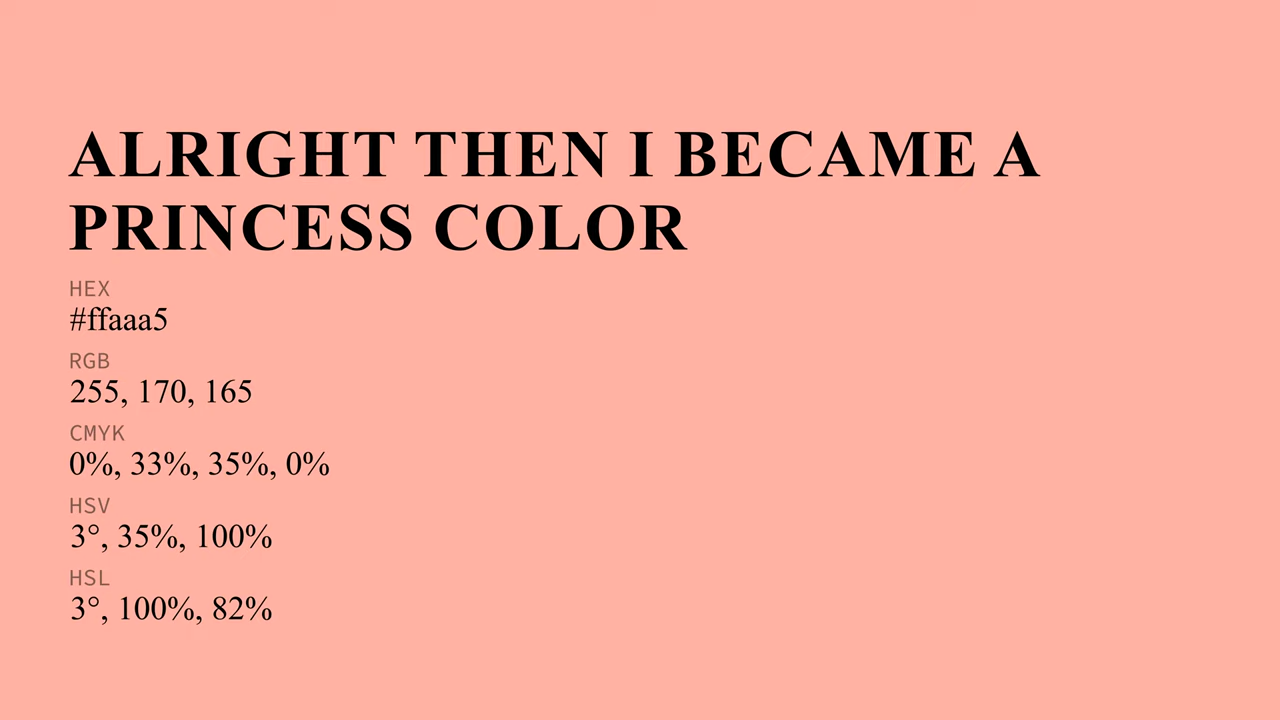 ALRIGHT THEN I BECAME A
PRINCESS COLOR
HEX
#ffaaa5
RGB
255, 170, 165
CMYK
0%, 33%, 35%, 0%
HSV
3°, 35%, 100%
HSL
3°, 100%, 82%